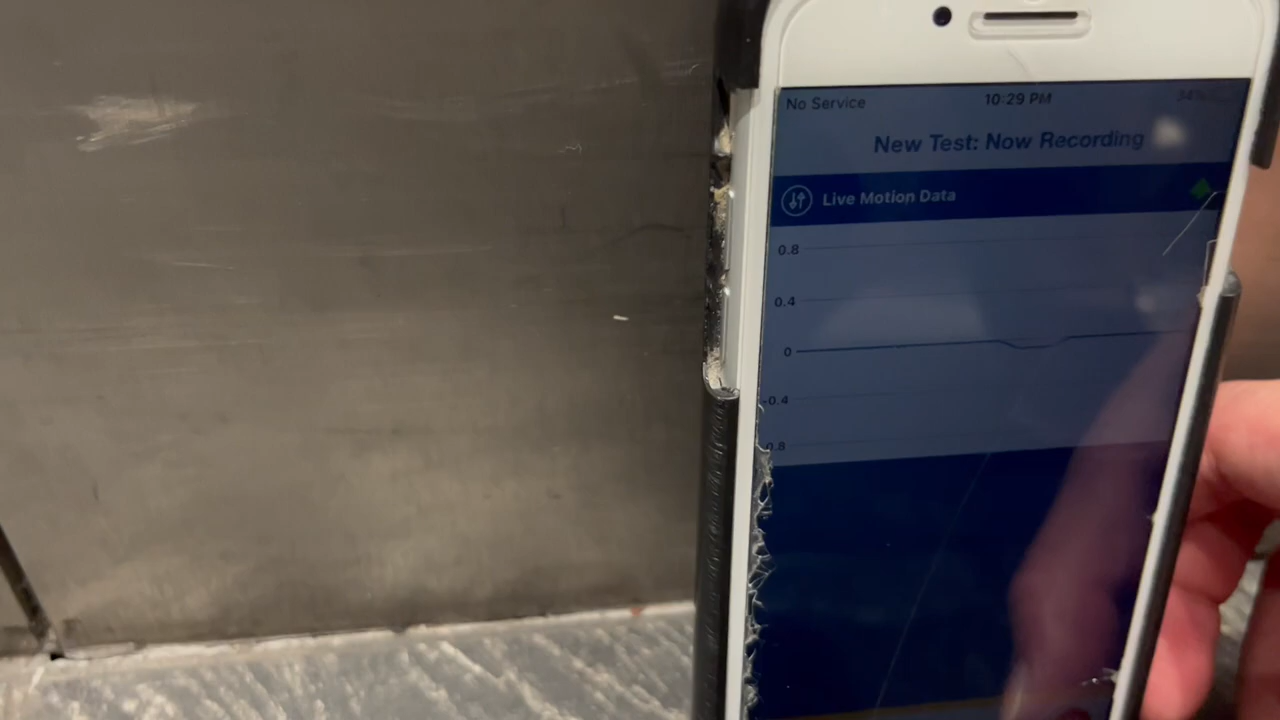 No Service 10:29 PM 34%
New Test: Now Recording
Live Motion Data
0.8
0.4
0
-0.4
0.8